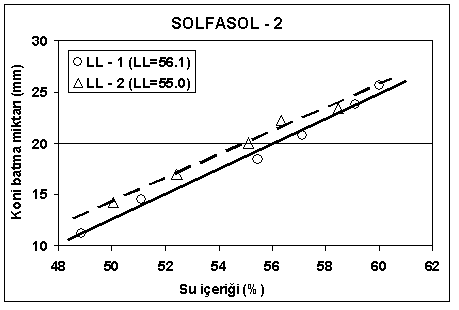 SOLFASOL - 2
LL - 1 (LL=56.1)
LL - 2 (LL=55.0)
Koni batma miktarı (mm)
30
25
20
15
10
48 50 52 54 56 58 60 62
Su içeriği (%)